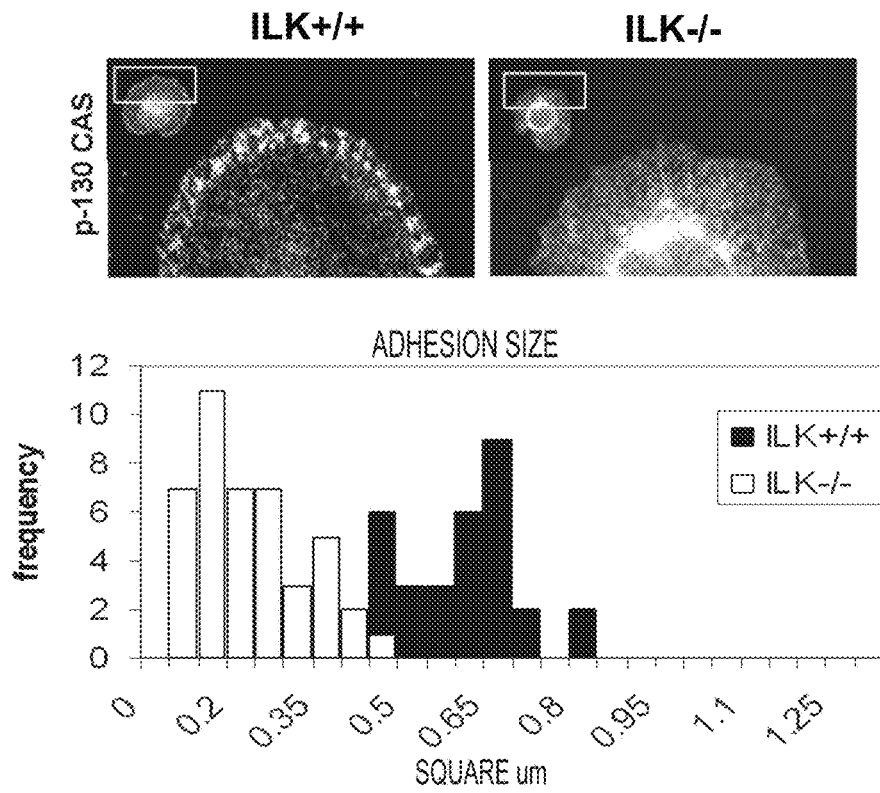 ILK+/+ ILK-/-
p-130 CAS
ADHESION SIZE
12
10
8
6
4
2
0
frequency
ILK+/+
ILK-/-
0 0.2 0.35 0.5 0.65 0.8 0.95 1.1 1.25
SQUARE um